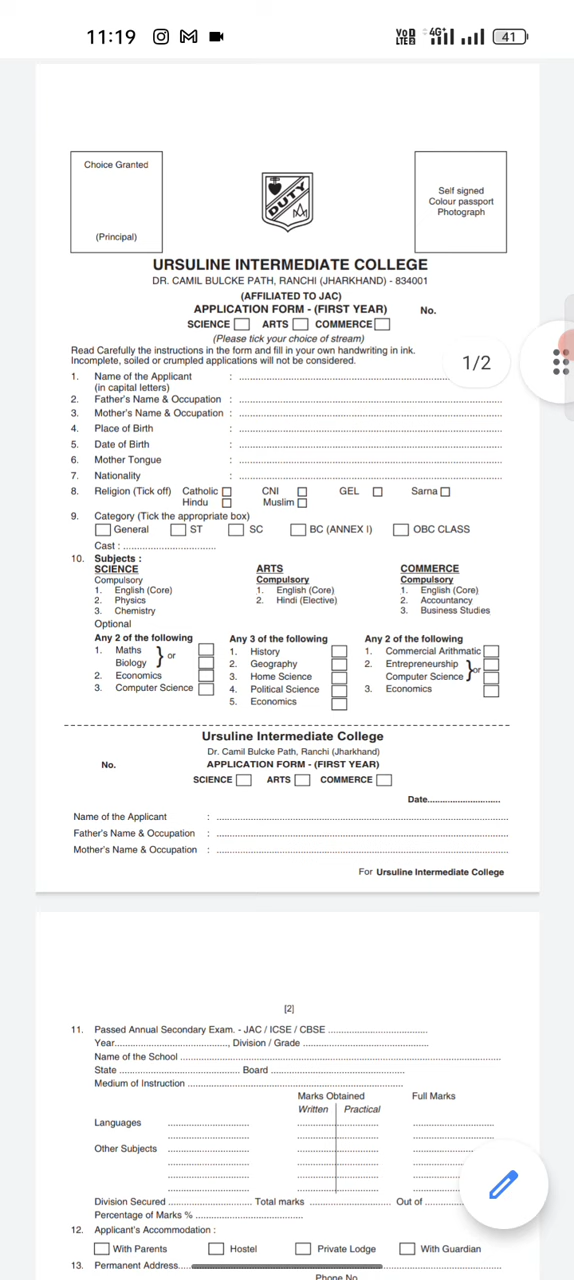 11:19
Vo D
LTE 2
4G+
41
Choice Granted
(Principal)
DUTY
Self signed
Colour passport
Photograph
URSULINE INTERMEDIATE COLLEGE
DR. CAMIL BULCKE PATH, RANCHI (JHARKHAND) - 834001
(AFFILIATED TO JAC)
APPLICATION FORM - (FIRST YEAR) No.
SCIENCE ARTS COMMERCE
(Please tick your choice of stream)
Read Carefully the instructions in the form and fill in your own handwriting in ink.
Incomplete, soiled or crumpled applications will not be considered.
1/2
1. Name of the Applicant : ..............................
(in capital letters)
2. Father's Name & Occupation : ..............................
3. Mother's Name & Occupation : ..............................
4. Place of Birth : ..............................
5. Date of Birth : ..............................
6. Mother Tongue : ..............................
7. Nationality : ..............................
8. Religion (Tick off) Catholic CNI GEL Sarna
Hindu Muslim
9. Category (Tick the appropriate box)
General ST SC BC (ANNEX I) OBC CLASS
Cast : ..............................
10. Subjects :
SCIENCE
Compulsory
1. English (Core)
2. Physics
3. Chemistry
Optional
Any 2 of the following
1. Maths
Biology } or
2. Economics
3. Computer Science
ARTS
Compulsory
1. English (Core)
2. Hindi (Elective)
Any 3 of the following
1. History
2. Geography
3. Home Science
4. Political Science
5. Economics
COMMERCE
Compulsory
1. English (Core)
2. Accountancy
3. Business Studies
Any 2 of the following
1. Commercial Arithmatic
2. Entrepreneurship
Computer Science } or
3. Economics
Ursuline Intermediate College
Dr. Camil Bulcke Path, Ranchi (Jharkhand)
No. APPLICATION FORM - (FIRST YEAR)
SCIENCE ARTS COMMERCE
Date..........................
Name of the Applicant : ..............................
Father's Name & Occupation : ..............................
Mother's Name & Occupation : ..............................
For Ursuline Intermediate College
[2]
11. Passed Annual Secondary Exam. - JAC / ICSE / CBSE ..............................
Year.............................., Division / Grade ..............................
Name of the School ..............................
State .............................. Board ..............................
Medium of Instruction ..............................
Marks Obtained Full Marks
Written Practical
Languages .............................. .............................. ..............................
Other Subjects .............................. .............................. ..............................
Division Secured .............................. Total marks .............................. Out of ..............
Percentage of Marks % ..............................
12. Applicant's Accommodation :
With Parents Hostel Private Lodge With Guardian
13. Permanent Address..............................
Phone No.